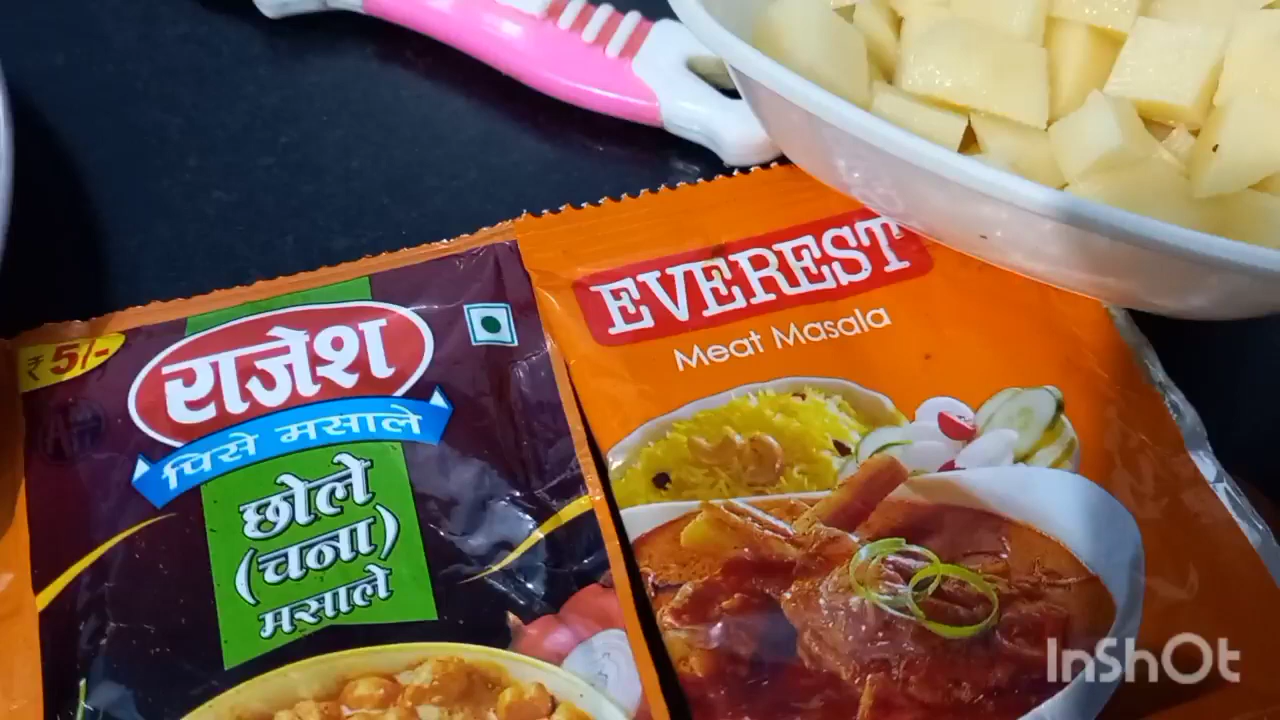 ₹ 5/-
राजेश
पिसे मसाले
छोले
(चना)
मसाले
EVEREST
Meat Masala
InShOt